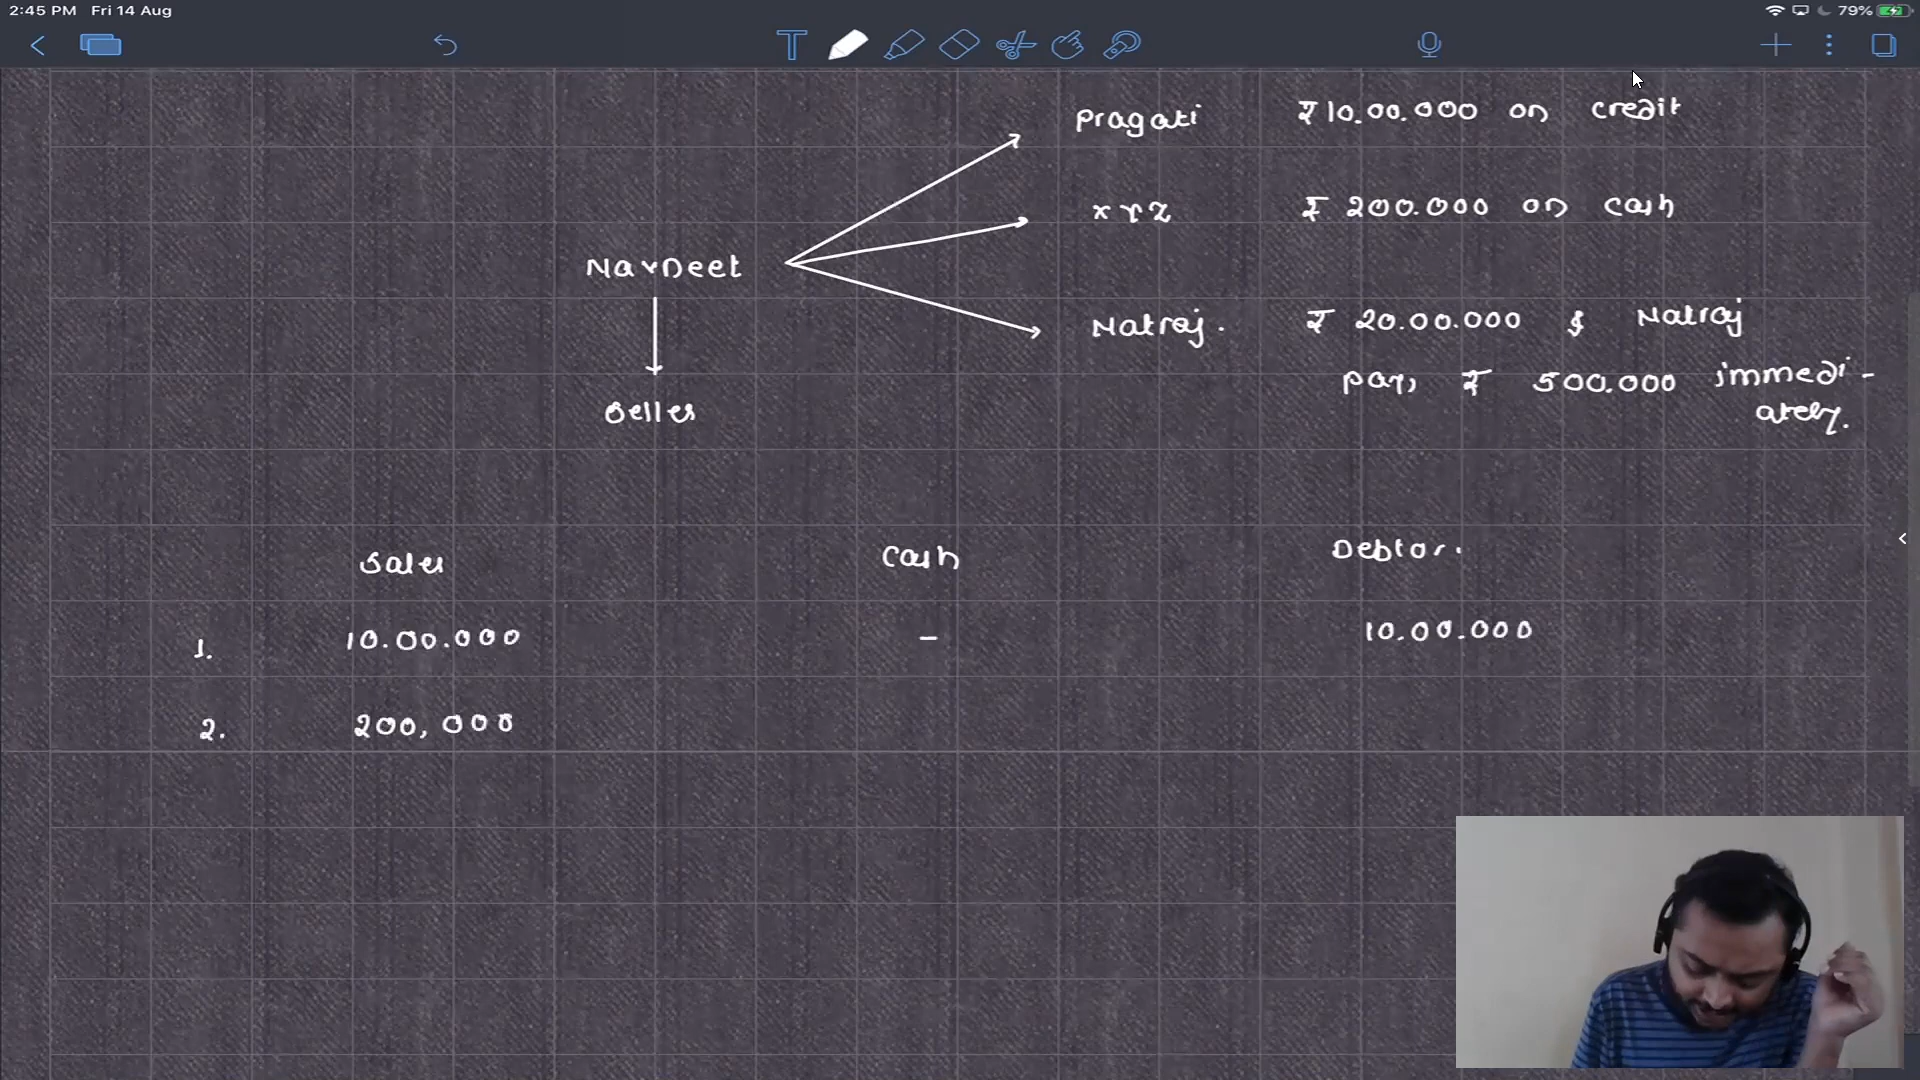 2:45 PM Fri 14 Aug
79%
Pragati ₹10.00.000 on credit
xYz ₹ 200.000 on cash
NavDeet
Natraj. ₹ 20.00.000 & Natraj
pays ₹ 500.000 immedi-
ately.
Seller
Sales Cash Debtor.
1. 10.00.000 - 10.00.000
2. 200,000